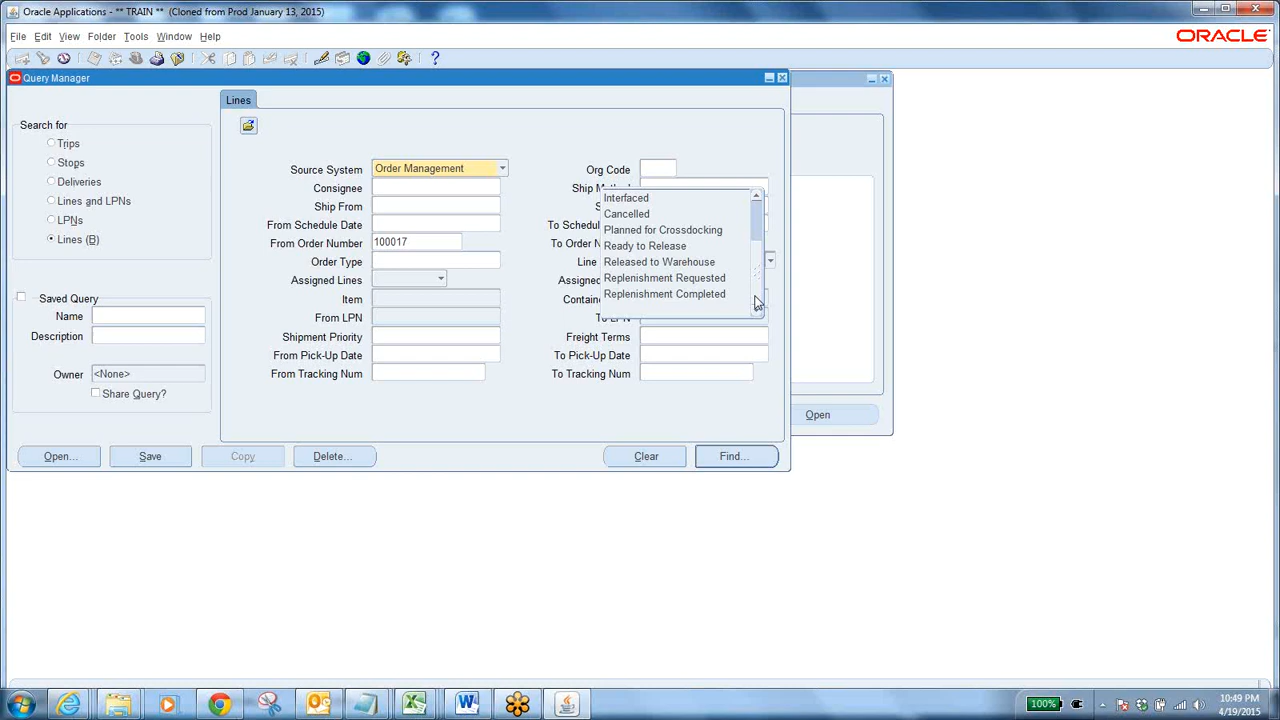 Oracle Applications - ** TRAIN **  (Cloned from Prod January 13, 2015)
File Edit View Folder Tools Window Help
ORACLE
Query Manager
Lines
Search for
Trips
Stops
Deliveries
Lines and LPNs
LPNs
Lines (B)
Saved Query
Name
Description
Owner <None>
Share Query?
Source System Order Management
Consignee
Ship From
From Schedule Date
From Order Number 100017
Order Type
Assigned Lines
Item
From LPN
Shipment Priority
From Pick-Up Date
From Tracking Num
Org Code
Ship Method
Interfaced
Cancelled
Planned for Crossdocking
Ready to Release
Released to Warehouse
Replenishment Requested
Replenishment Completed
Freight Terms
To Pick-Up Date
To Tracking Num
Open... Save Copy Delete... Clear Find...
Open
100%
10:49 PM
4/19/2015